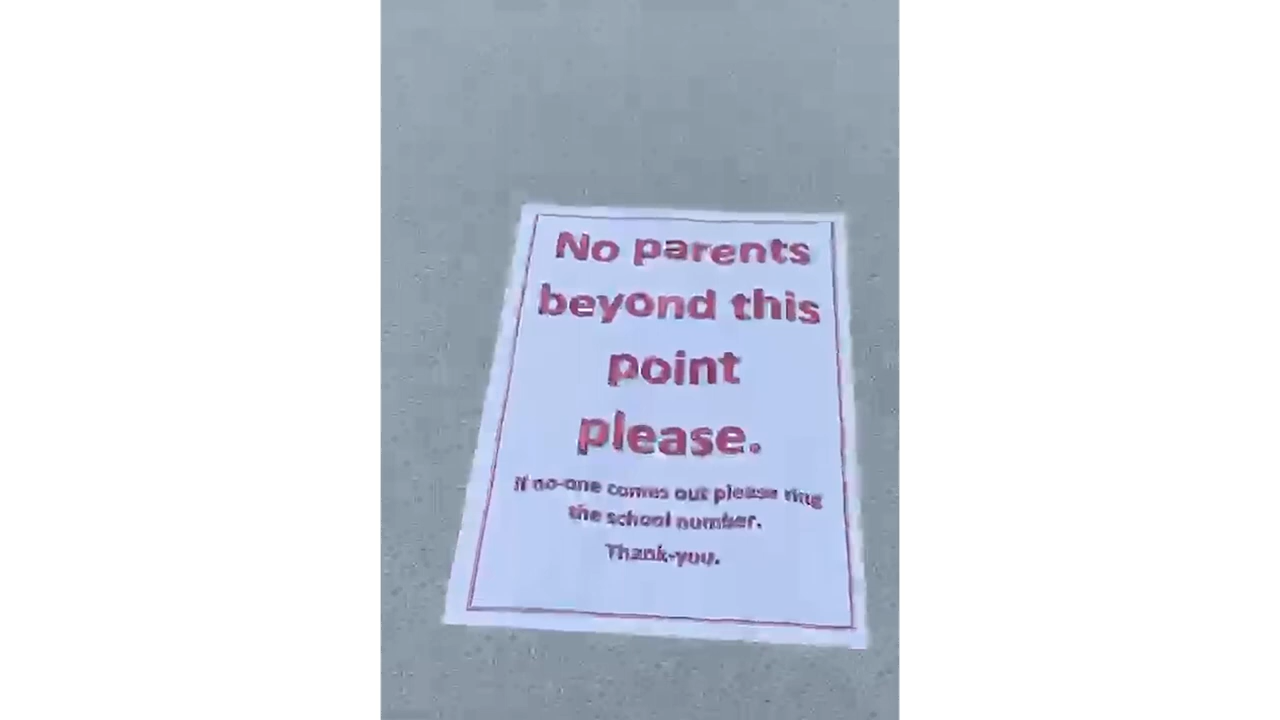 No parents
beyond this
point
please.
If no-one comes out please ring
the school number.
Thank-you.